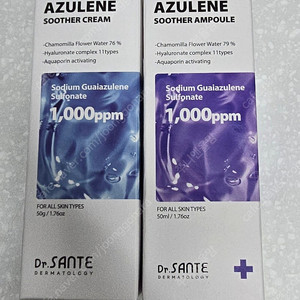 AZULENE
SOOTHER CREAM
-Chamomilla Flower Water 76 %
-Hyaluronate complex 11types
-Aquaporin activating
Sodium Guaiazulene
Sulfonate
1,000ppm
FOR ALL SKIN TYPES
50g / 1.76oz
Dr.SANTE
DERMATOLOGY
AZULENE
SOOTHER AMPOULE
-Chamomilla Flower Water 79 %
-Hyaluronate complex 11types
-Aquaporin activating
Sodium Guaiazulene
Sulfonate
1,000ppm
FOR ALL SKIN TYPES
50ml / 1.76oz
Dr.SANTE
DERMATOLOGY